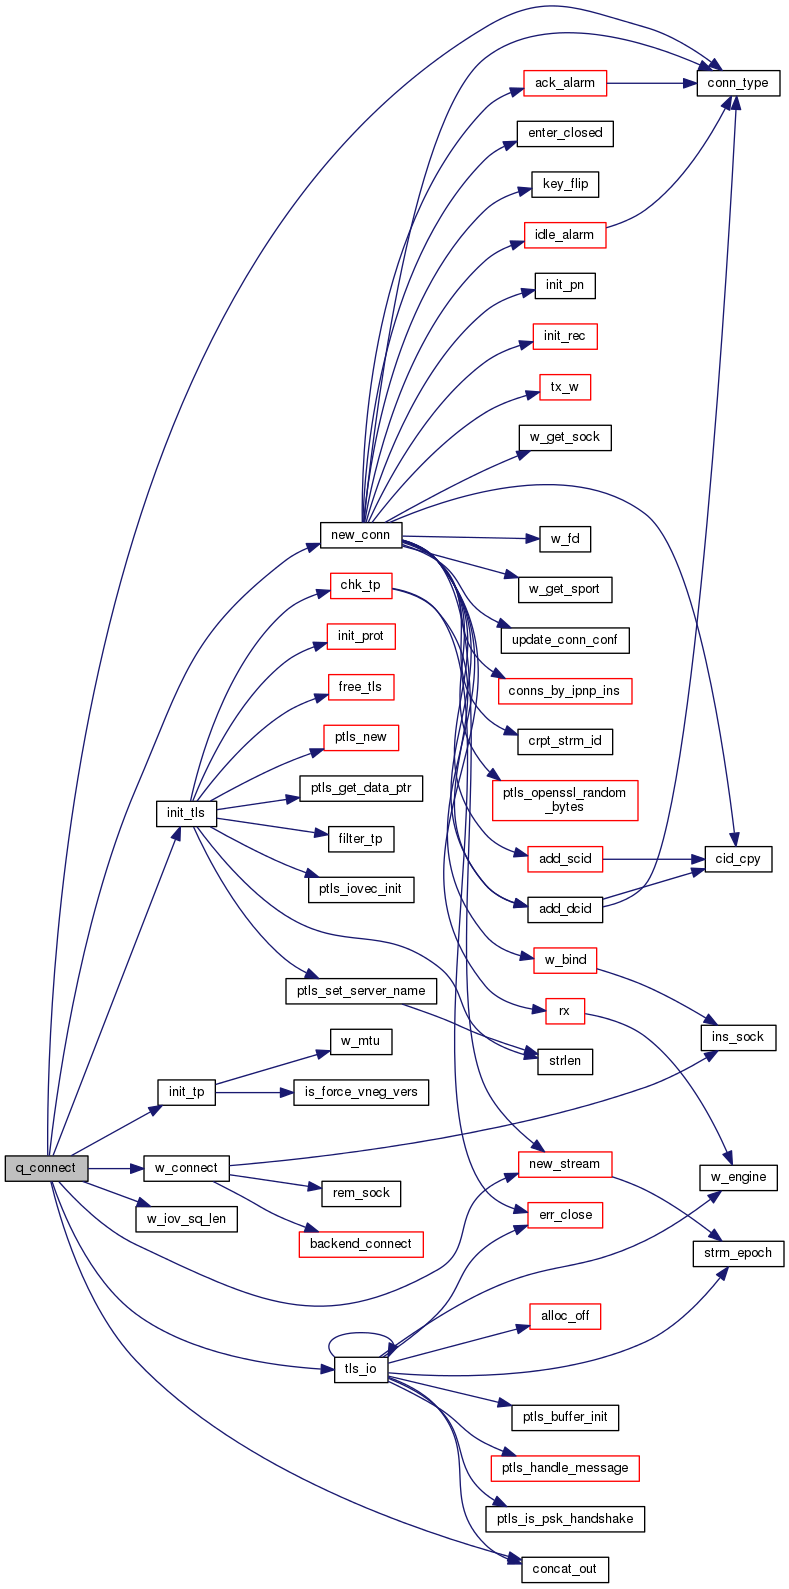 conn_type
ack_alarm
enter_closed
key_flip
idle_alarm
init_pn
init_rec
tx_w
w_get_sock
new_conn
w_fd
chk_tp
w_get_sport
update_conn_conf
init_prot
free_tls
conns_by_ipnp_ins
ptls_new
crpt_strm_id
ptls_get_data_ptr
ptls_openssl_random
_bytes
init_tls
filter_tp
add_scid
cid_cpy
ptls_iovec_init
add_dcid
w_bind
ptls_set_server_name
rx
ins_sock
w_mtu
strlen
init_tp
is_force_vneg_vers
q_connect
w_connect
new_stream
w_engine
rem_sock
w_iov_sq_len
err_close
backend_connect
strm_epoch
alloc_off
tls_io
ptls_buffer_init
ptls_handle_message
ptls_is_psk_handshake
concat_out